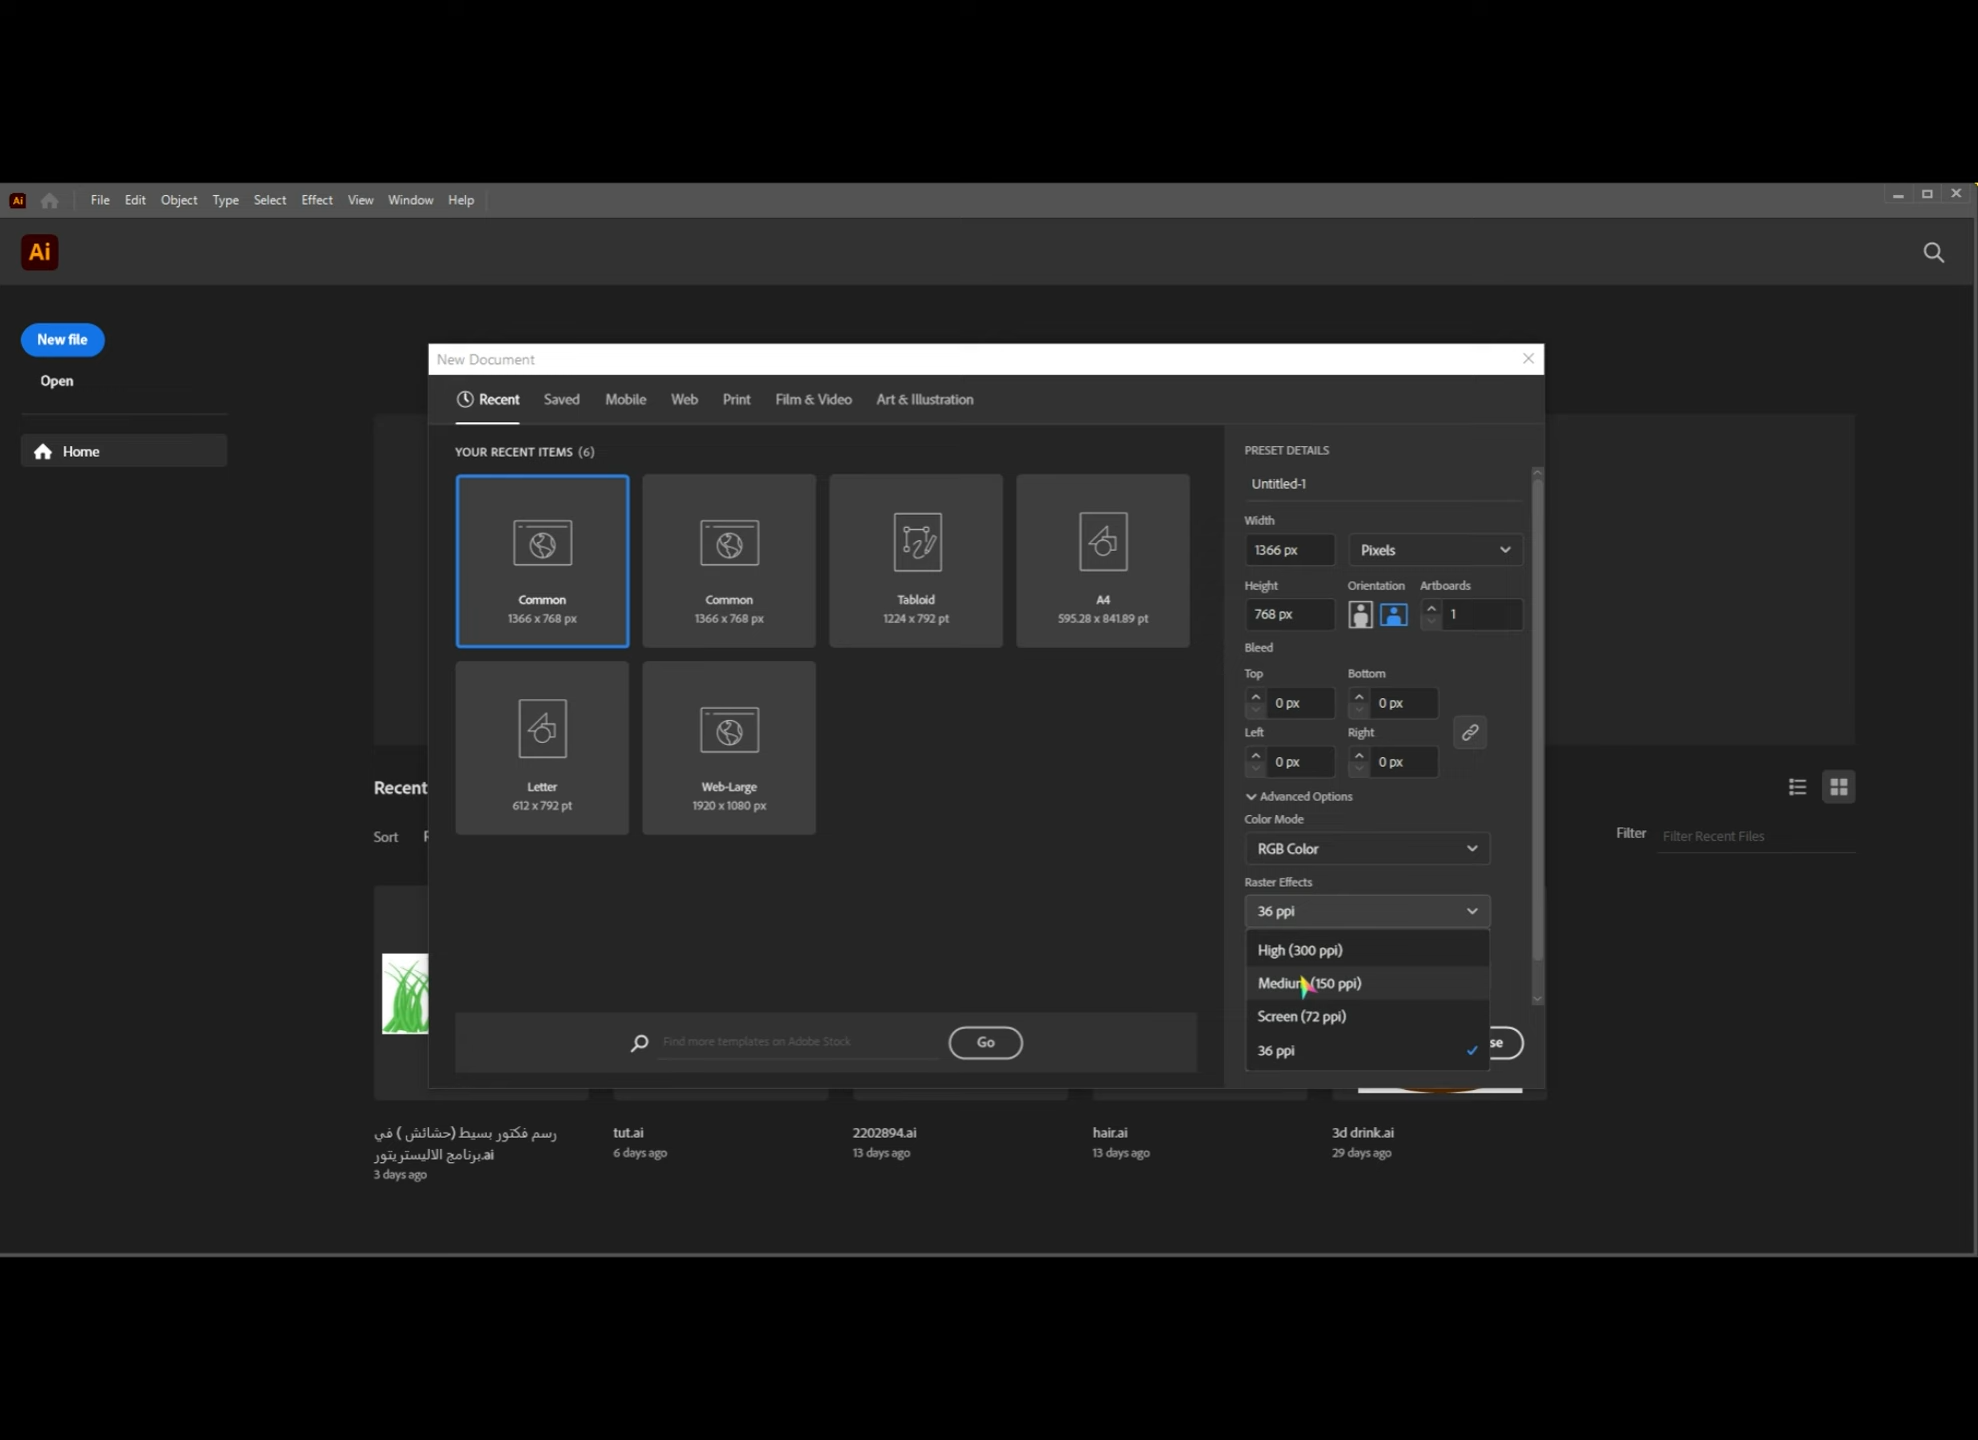 Ai
File Edit Object Type Select Effect View Window Help
Ai
New file
Open
Home
New Document
Recent Saved Mobile Web Print Film & Video Art & Illustration
YOUR RECENT ITEMS (6)
Common
1366 x 768 px
Common
1366 x 768 px
Tabloid
1224 x 792 pt
A4
595.28 x 841.89 pt
Letter
612 x 792 pt
Web-Large
1920 x 1080 px
Find more templates on Adobe Stock
Go
PRESET DETAILS
Untitled-1
Width
1366 px Pixels
Height Orientation Artboards
768 px 1
Bleed
Top Bottom
0 px 0 px
Left Right
0 px 0 px
Advanced Options
Color Mode
RGB Color
Raster Effects
36 ppi
High (300 ppi)
Medium (150 ppi)
Screen (72 ppi)
36 ppi
se
Recent
Sort
Filter Filter Recent Files
رسم فكتور بسيط (حشائش ) في
برنامج الاليستريتور.ai
3 days ago
tut.ai
6 days ago
2202894.ai
13 days ago
hair.ai
13 days ago
3d drink.ai
29 days ago